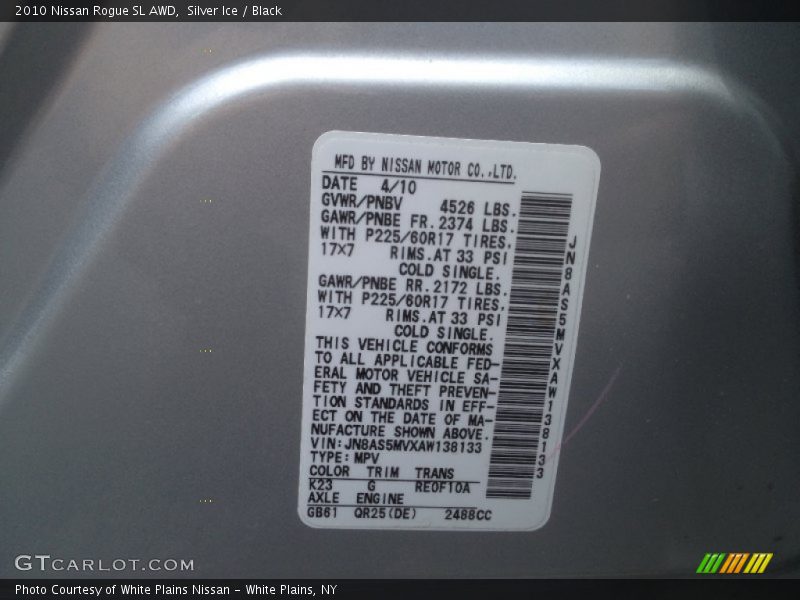 2010 Nissan Rogue SL AWD,  Silver Ice / Black
MFD BY NISSAN MOTOR CO.,LTD.
DATE 4/10
GVWR/PNBV 4526 LBS.
GAWR/PNBE FR. 2374 LBS.
WITH P225/60R17 TIRES,
17X7 RIMS.AT 33 PSI
COLD SINGLE.
GAWR/PNBE RR. 2172 LBS.
WITH P225/60R17 TIRES,
17X7 RIMS.AT 33 PSI
COLD SINGLE.
THIS VEHICLE CONFORMS
TO ALL APPLICABLE FED-
ERAL MOTOR VEHICLE SA-
FETY AND THEFT PREVEN-
TION STANDARDS IN EFF-
ECT ON THE DATE OF MA-
NUFACTURE SHOWN ABOVE.
VIN:JN8AS5MVXAW138133
TYPE:MPV
COLOR TRIM TRANS
K23 G RE0F10A
AXLE ENGINE
GB61 QR25(DE) 2488CC
JN8AS5MVXAW138133
GTCARLOT.COM
Photo Courtesy of White Plains Nissan - White Plains, NY